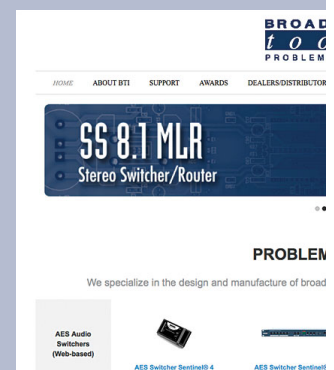 BROAD
to o
PROBLEM
HOME ABOUT BTI SUPPORT AWARDS DEALERS/DISTRIBUTOR
SS 8.1 MLR
Stereo Switcher/Router
PROBLEM
We specialize in the design and manufacture of broad
AES Audio
Switchers
(Web-based)
AES Switcher Sentinel® 4 AES Switcher Sentinel®